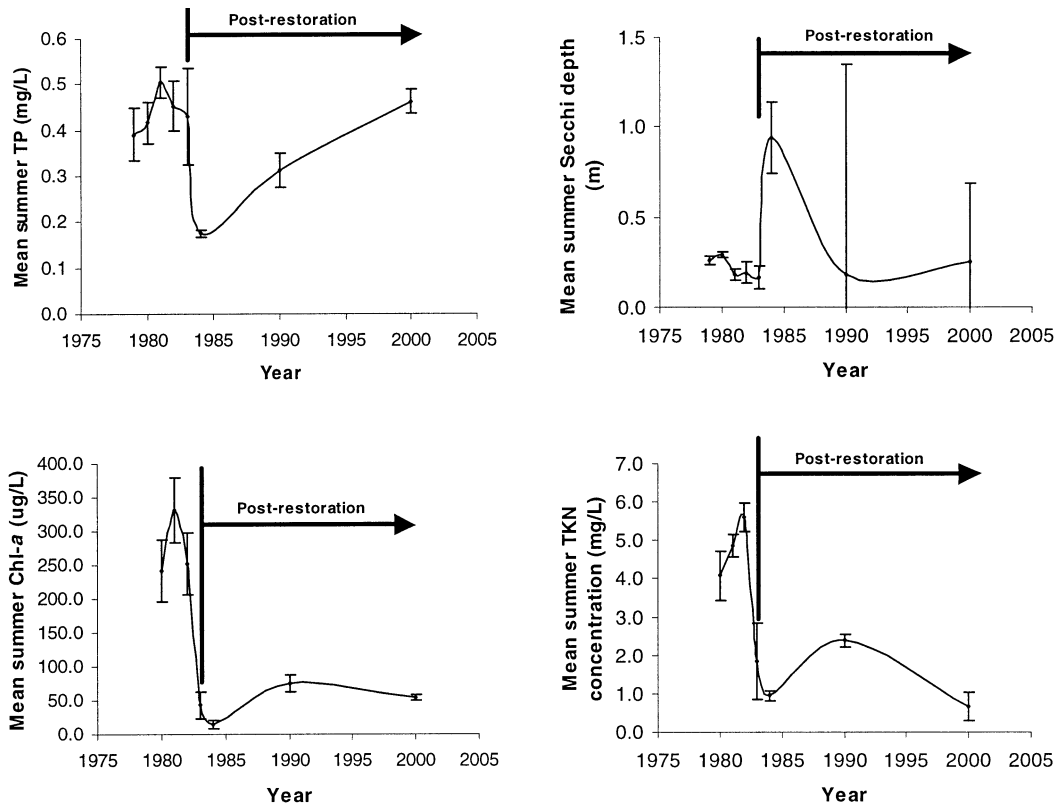 Mean summer TP (mg/L)
0.6
0.5
0.4
0.3
0.2
0.1
0.0
Post-restoration
1975 1980 1985 1990 1995 2000 2005
Year
Mean summer Secchi depth
(m)
1.5
1.0
0.5
0.0
Post-restoration
1975 1980 1985 1990 1995 2000 2005
Year
Mean summer Chl-a (ug/L)
400.0
350.0
300.0
250.0
200.0
150.0
100.0
50.0
0.0
Post-restoration
1975 1980 1985 1990 1995 2000
Year
Mean summer TKN
concentration (mg/L)
7.0
6.0
5.0
4.0
3.0
2.0
1.0
0.0
Post-restoration
1975 1980 1985 1990 1995 2000 2005
Year